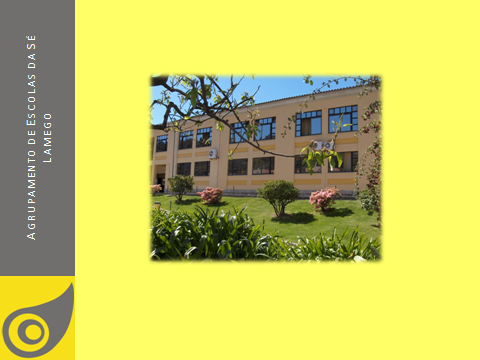 AGRUPAMENTO DE ESCOLAS DA SÉ
LAMEGO